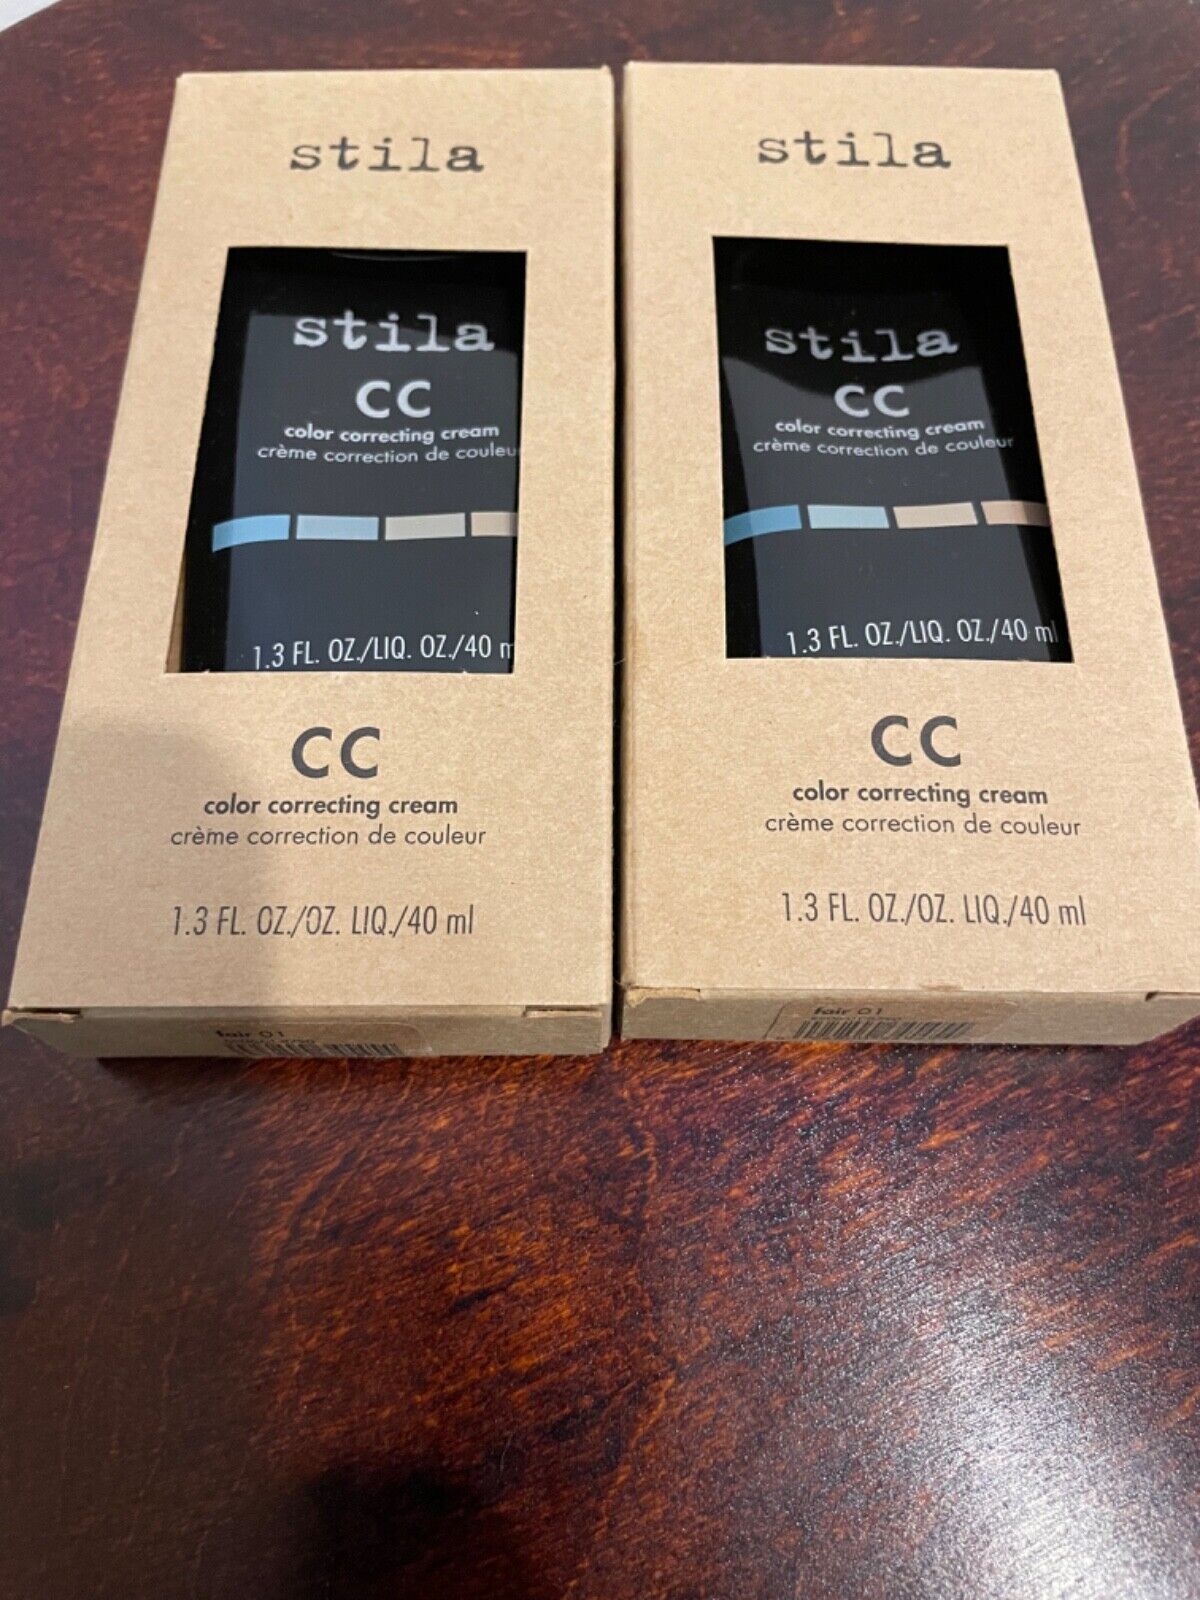 stila
stila
CC
color correcting cream
crème correction de couleu
1.3 FL. OZ./LIQ. OZ./40 m
CC
color correcting cream
crème correction de couleur
1.3 FL. OZ./OZ. LIQ./40 ml
fair 01
stila
stila
CC
color correcting cream
crème correction de couleur
1.3 FL. OZ./LIQ. OZ./40 ml
CC
color correcting cream
crème correction de couleur
1.3 FL. OZ./OZ. LIQ./40 ml
fair 01